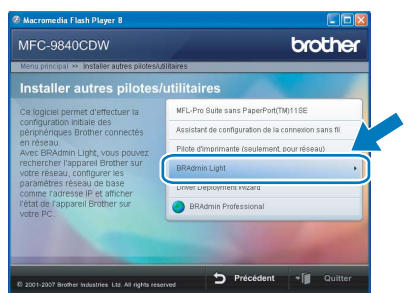 Macromedia Flash Player 8
MFC-9840CDW
brother
Menu principal >> Installer autres pilotes/utilitaires
Installer autres pilotes/utilitaires
Ce logiciel permet d'effectuer la
configuration initiale des
périphériques Brother connectés
en réseau.
Avec BRAdmin Light, vous pouvez
rechercher l'appareil Brother sur
votre réseau, configurer les
paramètres réseau de base
comme l'adresse IP et afficher
l'état de l'appareil Brother sur
votre PC.
MFL-Pro Suite sans PaperPort(TM)11SE
Assistant de configuration de la connexion sans fil
Pilote d'imprimante (seulement, pour réseau)
BRAdmin Light
Driver Deployment Wizard
BRAdmin Professional
© 2001-2007 Brother Industries Ltd. All rights reserved
Précédent
Quitter